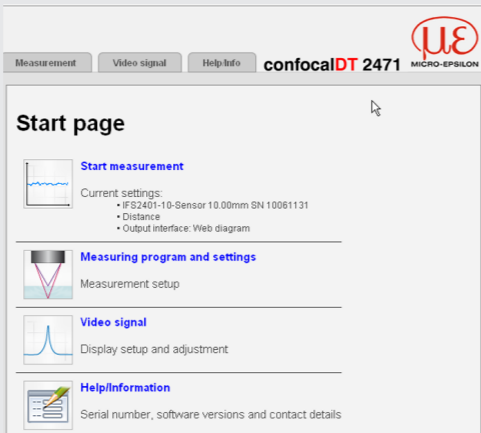 Measurement
Video signal
Help/Info
confocalDT 2471
με
MICRO-EPSILON
Start page
Start measurement
Current settings:
• IFS2401-10-Sensor 10.00mm SN 10061131
• Distance
• Output interface: Web diagram
Measuring program and settings
Measurement setup
Video signal
Display setup and adjustment
Help/Information
Serial number, software versions and contact details